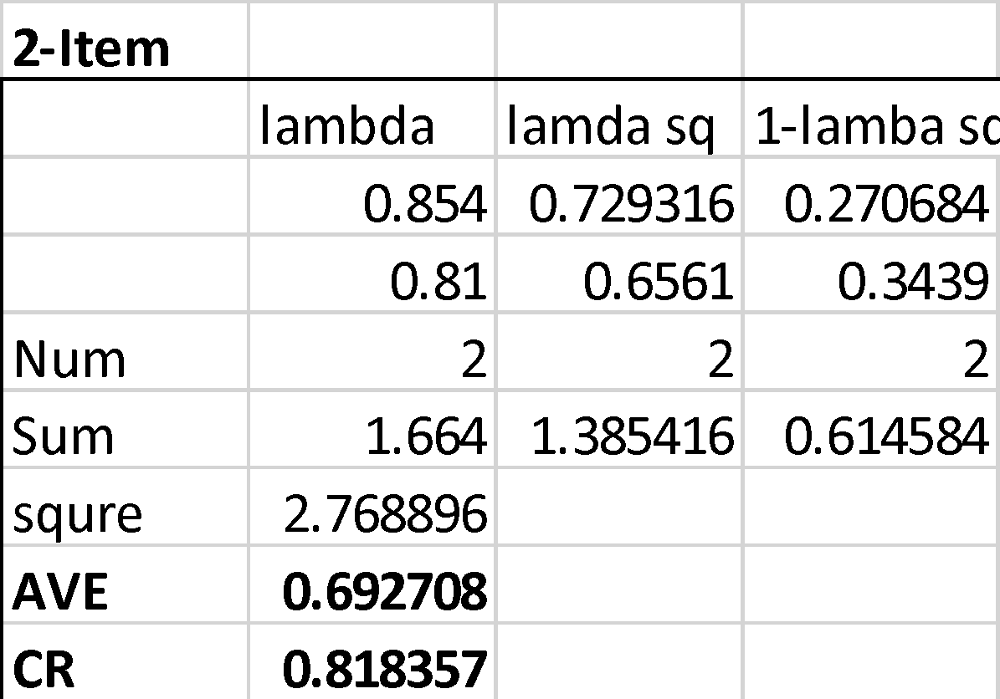 2-Item
lambda lamda sq 1-lamba sq
0.854 0.729316 0.270684
0.81 0.6561 0.3439
Num 2 2 2
Sum 1.664 1.385416 0.614584
squre 2.768896
AVE 0.692708
CR 0.818357